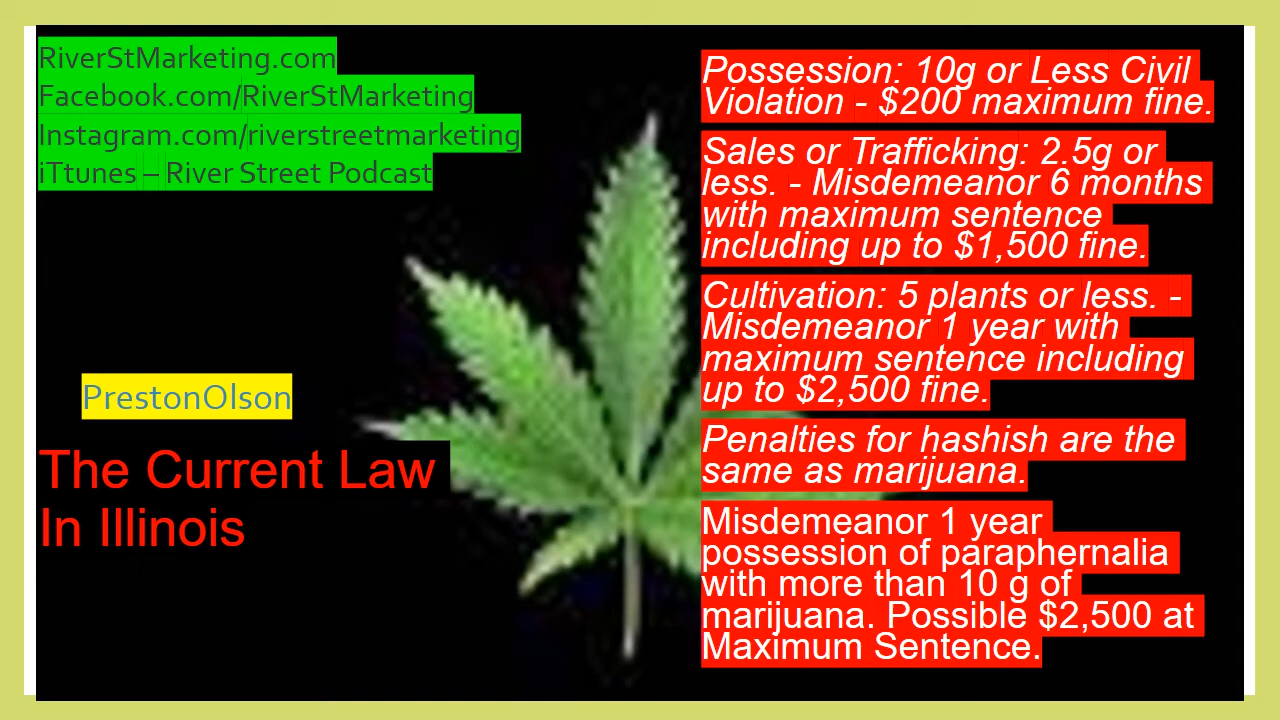 RiverStMarketing.com
Facebook.com/RiverStMarketing
Instagram.com/riverstreetmarketing
iTtunes – River Street Podcast
PrestonOlson
The Current Law
In Illinois
Possession: 10g or Less Civil
Violation - $200 maximum fine.
Sales or Trafficking: 2.5g or
less. - Misdemeanor 6 months
with maximum sentence
including up to $1,500 fine.
Cultivation: 5 plants or less. -
Misdemeanor 1 year with
maximum sentence including
up to $2,500 fine.
Penalties for hashish are the
same as marijuana.
Misdemeanor 1 year
possession of paraphernalia
with more than 10 g of
marijuana. Possible $2,500 at
Maximum Sentence.